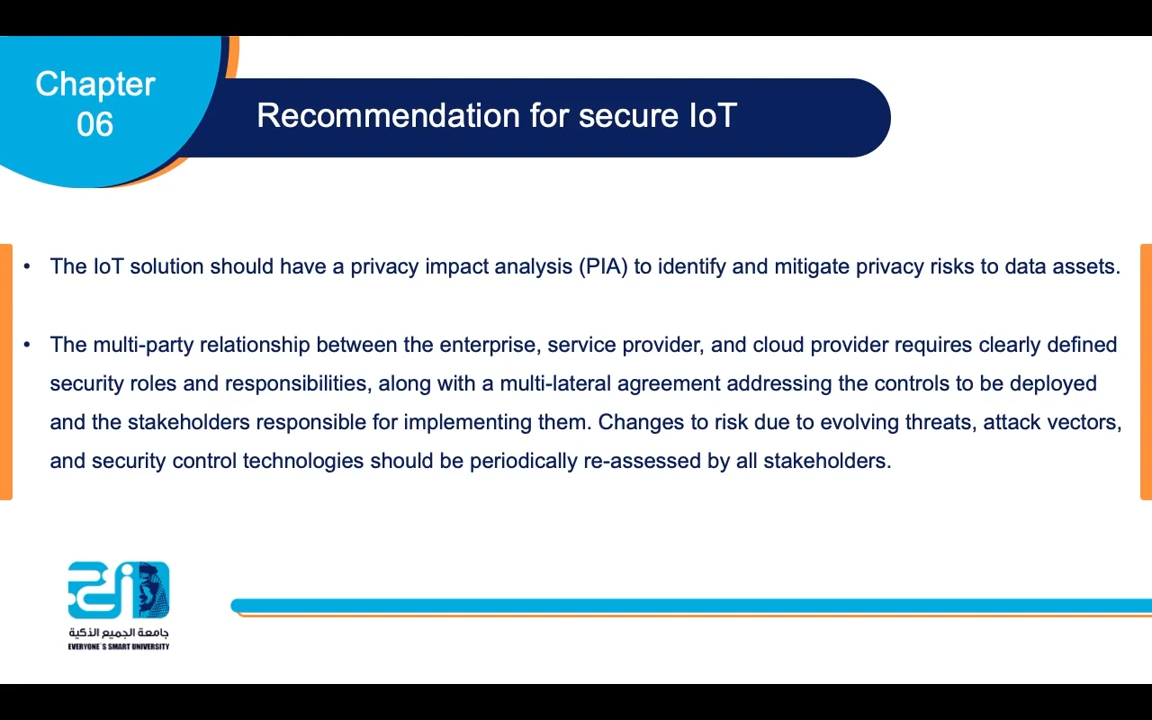 Chapter
06
Recommendation for secure IoT
• The IoT solution should have a privacy impact analysis (PIA) to identify and mitigate privacy risks to data assets.
• The multi-party relationship between the enterprise, service provider, and cloud provider requires clearly defined
security roles and responsibilities, along with a multi-lateral agreement addressing the controls to be deployed
and the stakeholders responsible for implementing them. Changes to risk due to evolving threats, attack vectors,
and security control technologies should be periodically re-assessed by all stakeholders.
جامعة الجميع الذكية
EVERYONE`S SMART UNIVERSITY